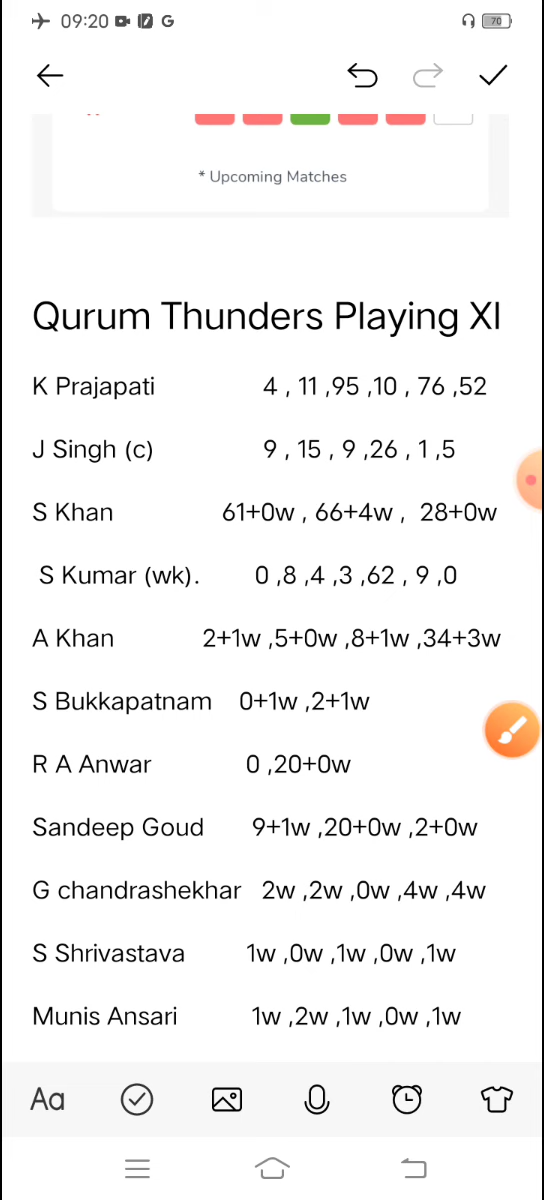 09:20 G 70
* Upcoming Matches
Qurum Thunders Playing XI
K Prajapati 4 , 11 ,95 ,10 , 76 ,52
J Singh (c) 9 , 15 , 9 ,26 , 1 ,5
S Khan 61+0w , 66+4w , 28+0w
S Kumar (wk). 0 ,8 ,4 ,3 ,62 , 9 ,0
A Khan 2+1w ,5+0w ,8+1w ,34+3w
S Bukkapatnam 0+1w ,2+1w
R A Anwar 0 ,20+0w
Sandeep Goud 9+1w ,20+0w ,2+0w
G chandrashekhar 2w ,2w ,0w ,4w ,4w
S Shrivastava 1w ,0w ,1w ,0w ,1w
Munis Ansari 1w ,2w ,1w ,0w ,1w
Aa